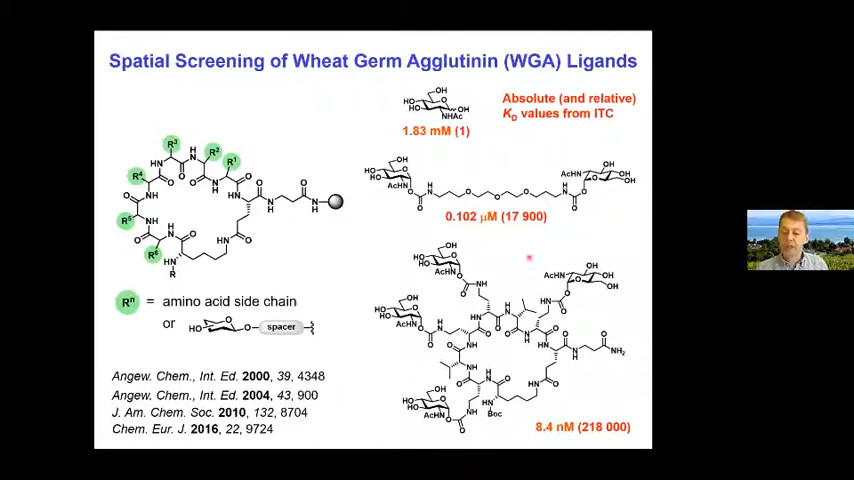 Spatial Screening of Wheat Germ Agglutinin (WGA) Ligands
Absolute (and relative)
K_D values from ITC
1.83 mM (1)
0.102 μM (17 900)
8.4 nM (218 000)
R^n = amino acid side chain
or HO O spacer
Angew. Chem., Int. Ed. 2000, 39, 4348
Angew. Chem., Int. Ed. 2004, 43, 900
J. Am. Chem. Soc. 2010, 132, 8704
Chem. Eur. J. 2016, 22, 9724